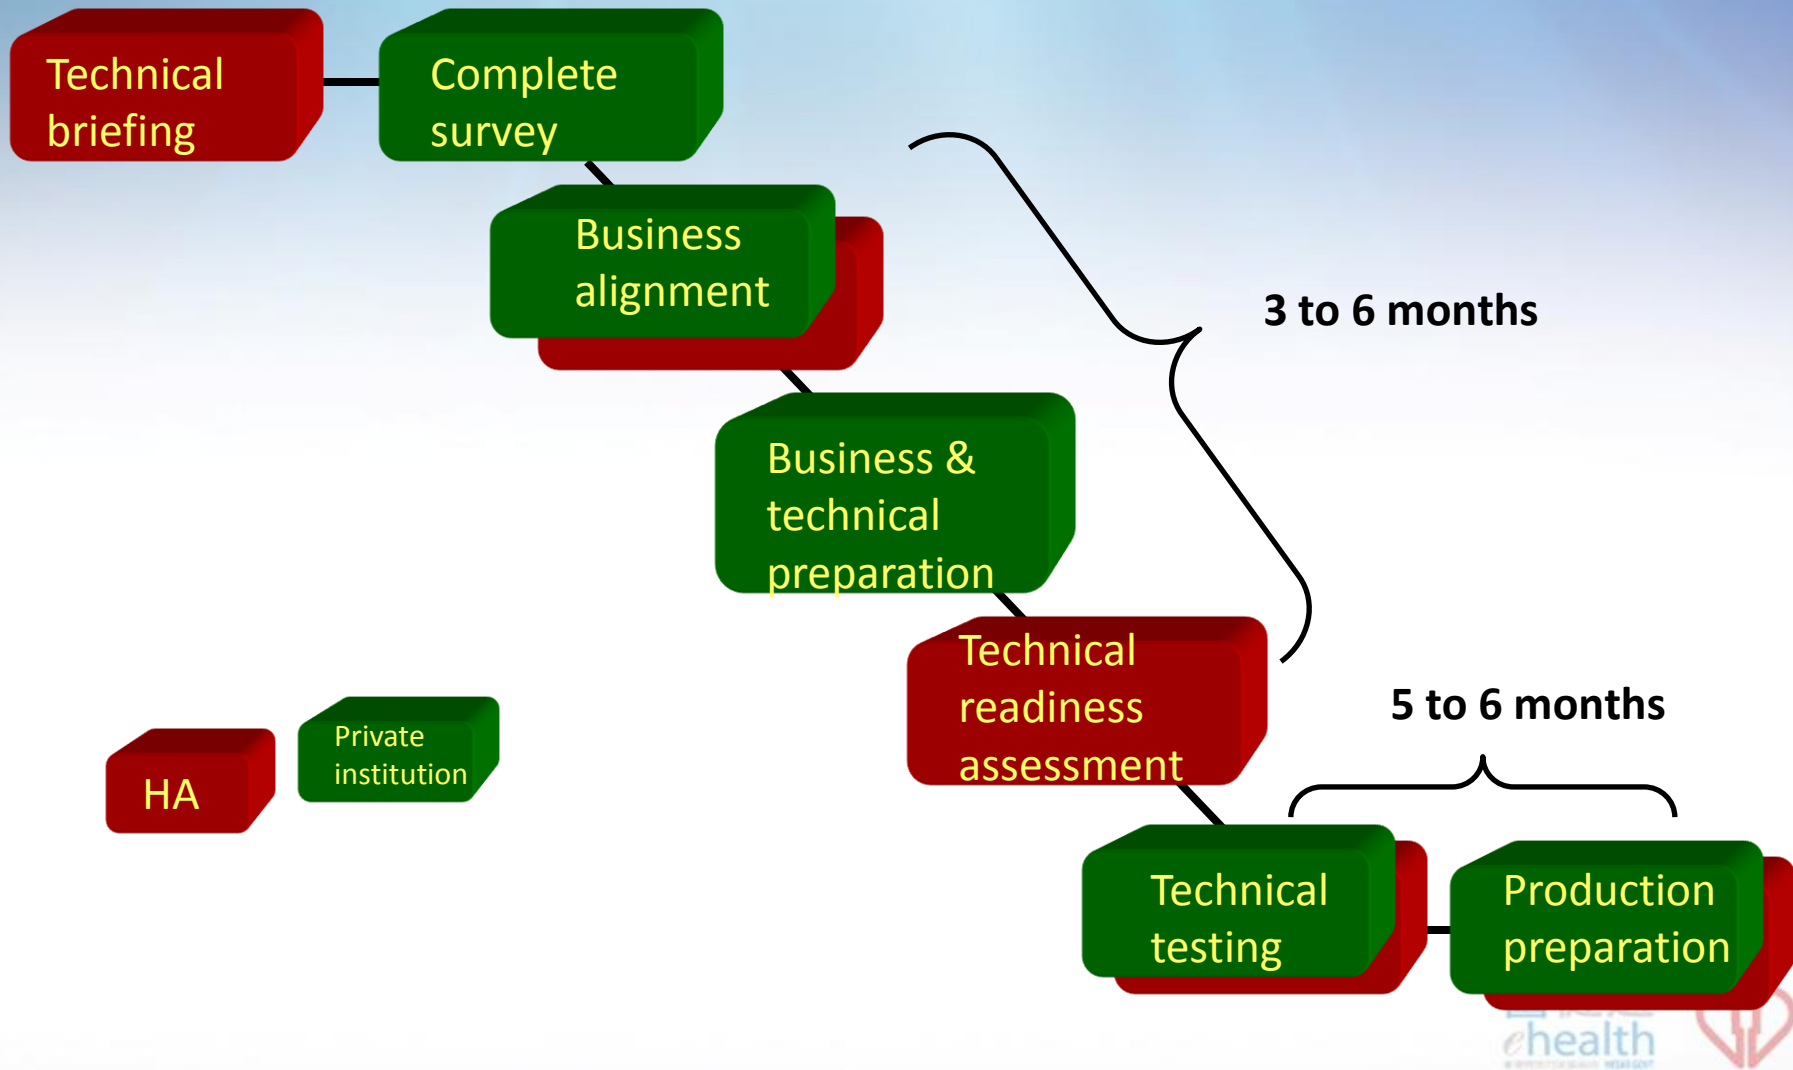 Technical
briefing
Complete
survey
Business
alignment
3 to 6 months
Business &
technical
preparation
Technical
readiness
assessment
5 to 6 months
HA
Private
institution
Technical
testing
Production
preparation
ehealth